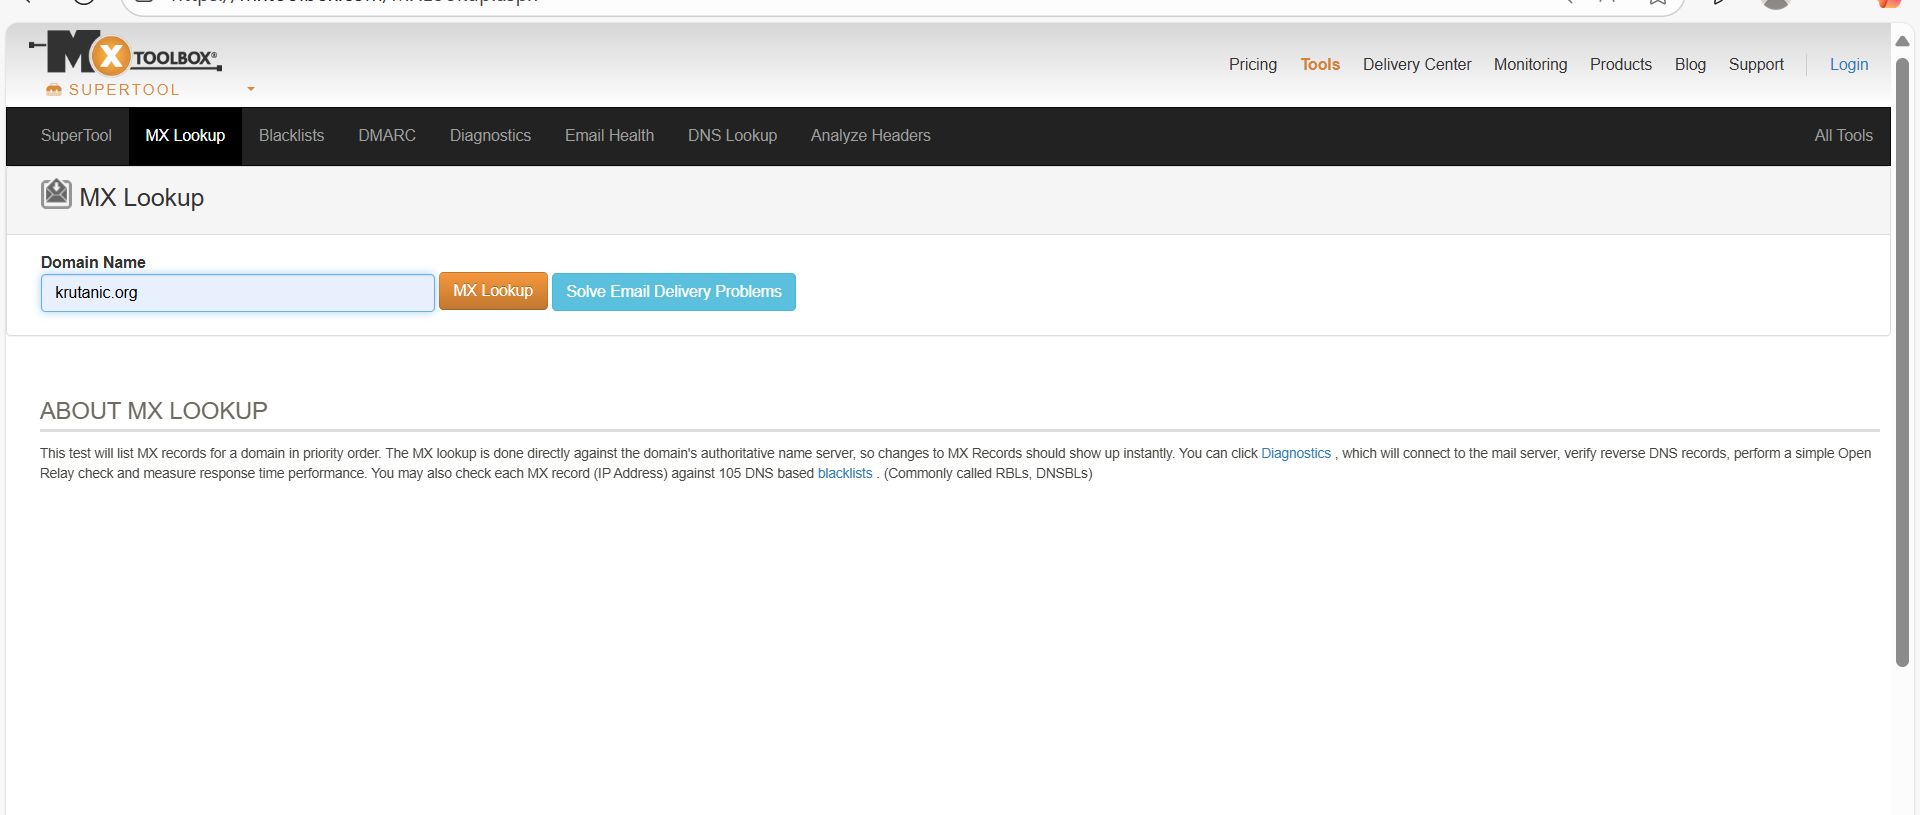 MX TOOLBOX®
SUPERTOOL
Pricing Tools Delivery Center Monitoring Products Blog Support Login
SuperTool MX Lookup Blacklists DMARC Diagnostics Email Health DNS Lookup Analyze Headers All Tools
MX Lookup
Domain Name
krutanic.org MX Lookup Solve Email Delivery Problems
ABOUT MX LOOKUP
This test will list MX records for a domain in priority order. The MX lookup is done directly against the domain's authoritative name server, so changes to MX Records should show up instantly. You can click Diagnostics , which will connect to the mail server, verify reverse DNS records, perform a simple Open
Relay check and measure response time performance. You may also check each MX record (IP Address) against 105 DNS based blacklists . (Commonly called RBLs, DNSBLs)